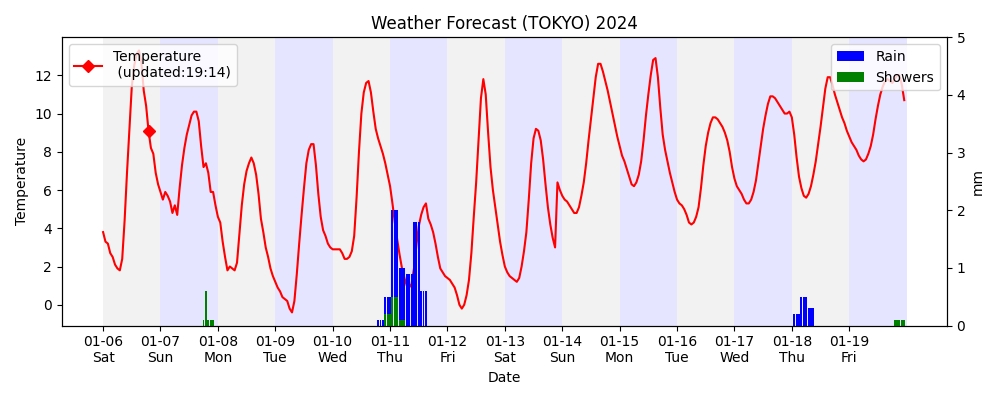 Weather Forecast (TOKYO) 2024
Temperature
(updated:19:14)
Rain
Showers
Temperature
12
10
8
6
4
2
0
5
4
3
2
1
0
mm
01-06 01-07 01-08 01-09 01-10 01-11 01-12 01-13 01-14 01-15 01-16 01-17 01-18 01-19
Sat Sun Mon Tue Wed Thu Fri Sat Sun Mon Tue Wed Thu Fri
Date